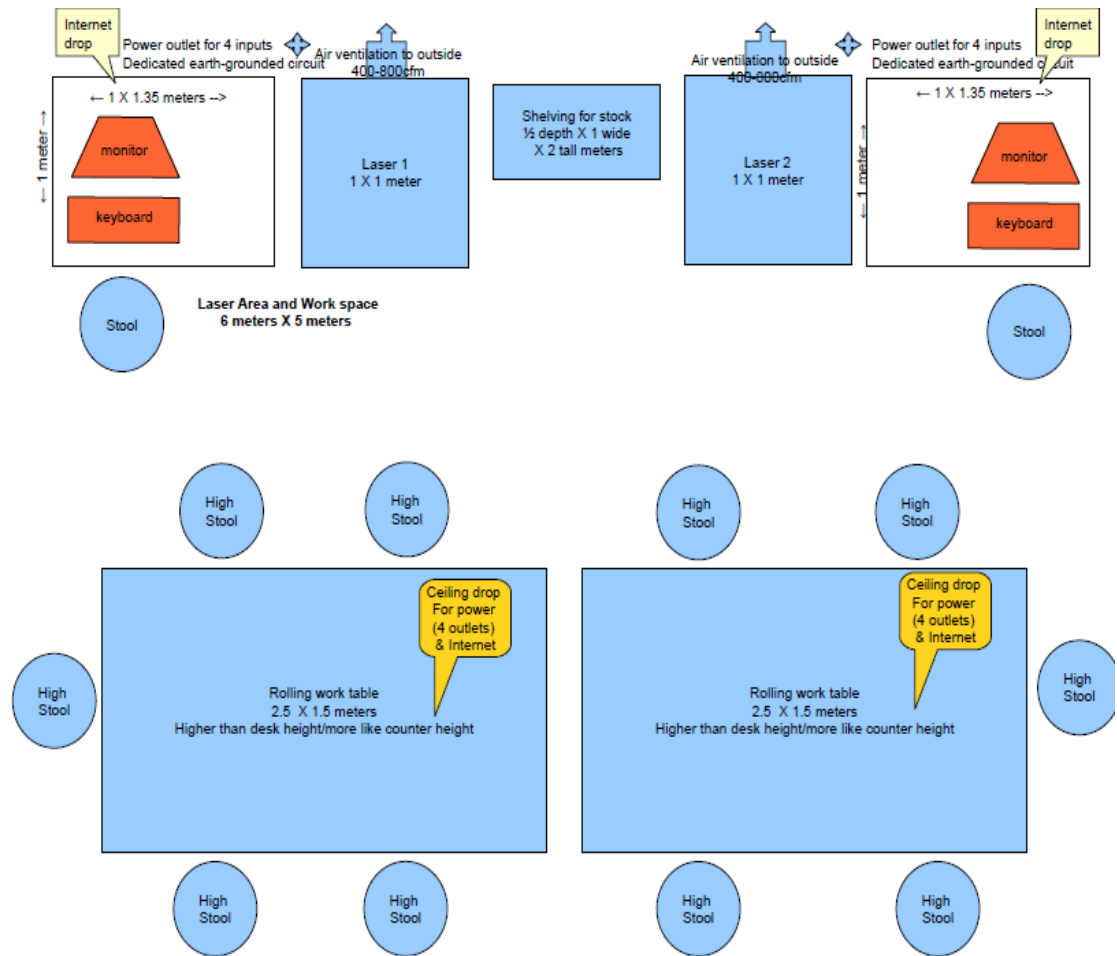 Internet
drop
Power outlet for 4 inputs
Dedicated earth-grounded circuit
Air ventilation to outside
400-800cfm
Air ventilation to outside
Power outlet for 4 inputs
Dedicated earth-grounded circuit
Internet
drop
← 1 X 1.35 meters -->
← 1 meter →
monitor
keyboard
Laser 1
1 X 1 meter
Shelving for stock
½ depth X 1 wide
X 2 tall meters
Laser 2
1 X 1 meter
← 1 X 1.35 meters -->
← 1 meter →
monitor
keyboard
Stool
Laser Area and Work space
6 meters X 5 meters
Stool
High
Stool
High
Stool
High
Stool
High
Stool
Ceiling drop
For power
(4 outlets)
& Internet
Ceiling drop
For power
(4 outlets)
& Internet
High
Stool
Rolling work table
2.5 X 1.5 meters
Higher than desk height/more like counter height
Rolling work table
2.5 X 1.5 meters
Higher than desk height/more like counter height
High
Stool
High
Stool
High
Stool
High
Stool
High
Stool